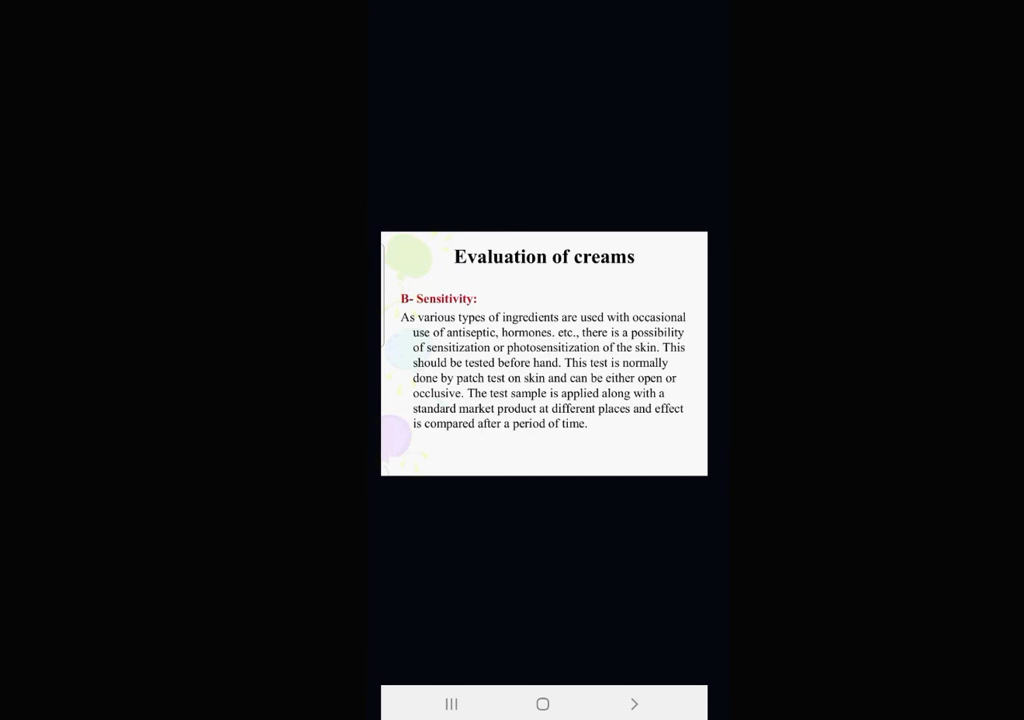 Evaluation of creams
B- Sensitivity:
As various types of ingredients are used with occasional
use of antiseptic, hormones. etc., there is a possibility
of sensitization or photosensitization of the skin. This
should be tested before hand. This test is normally
done by patch test on skin and can be either open or
occlusive. The test sample is applied along with a
standard market product at different places and effect
is compared after a period of time.